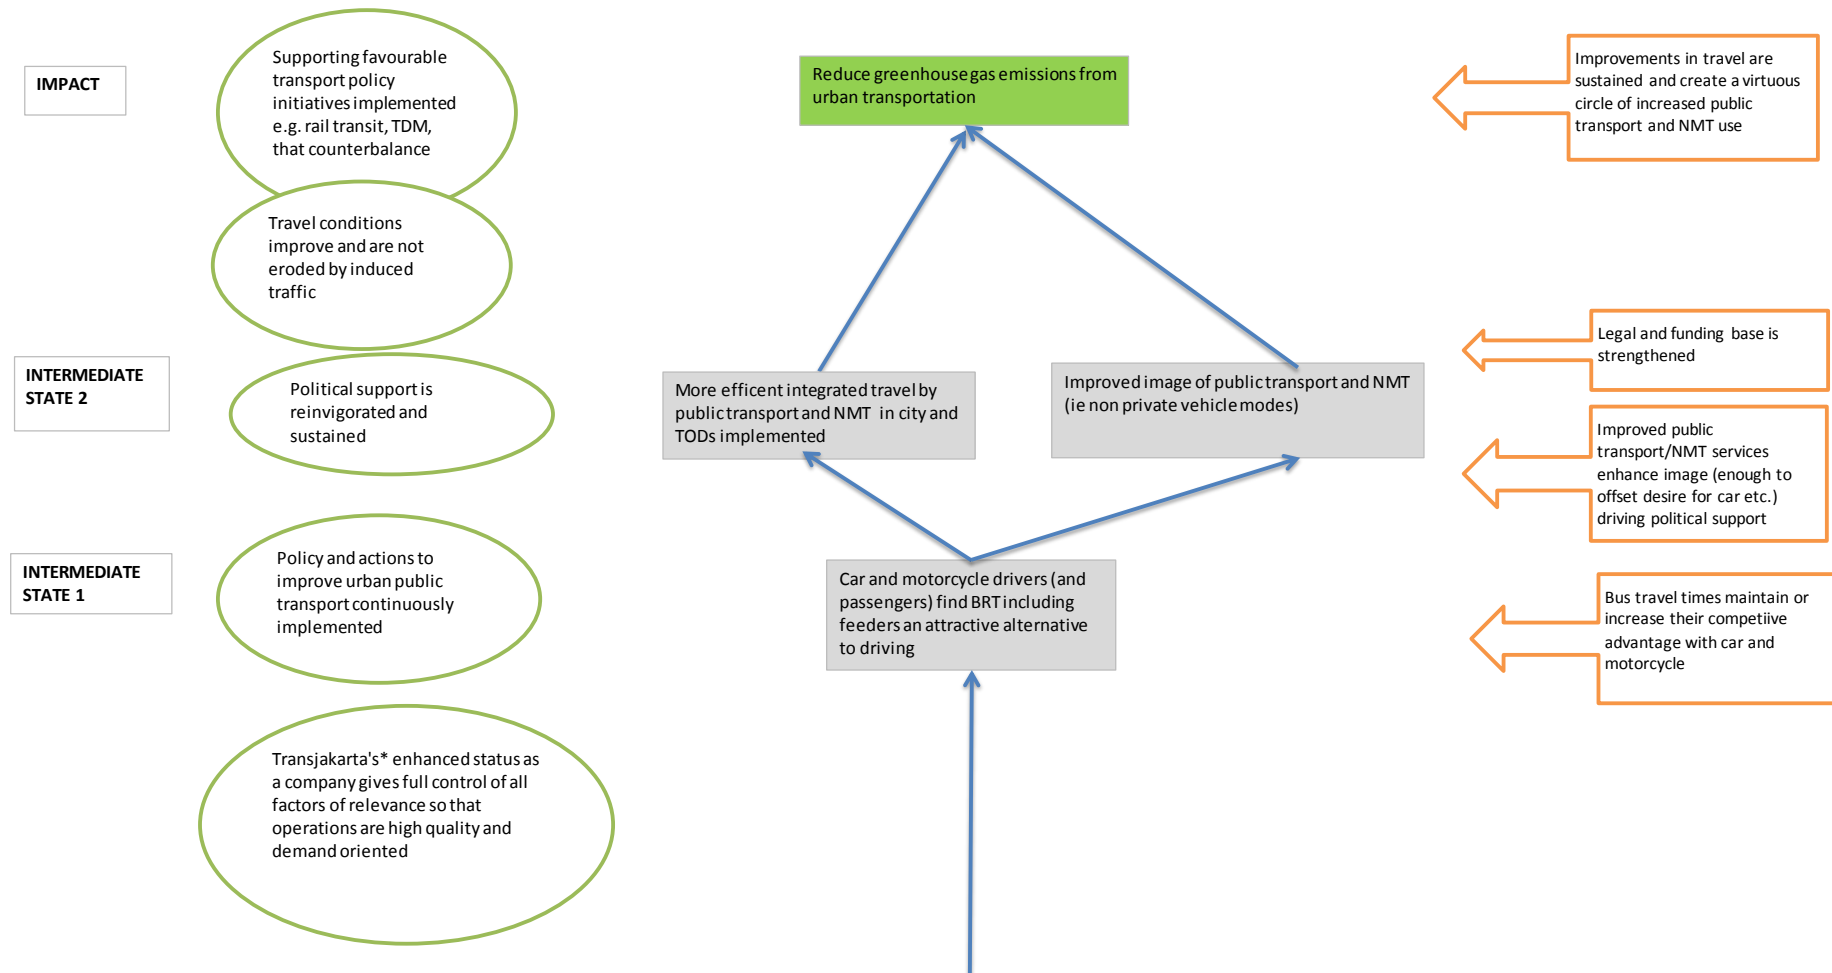 IMPACT
Supporting favourable
transport policy
initiatives implemented
e.g. rail transit, TDM,
that counterbalance
Reduce greenhouse gas emissions from
urban transportation
Improvements in travel are
sustained and create a virtuous
circle of increased public
transport and NMT use
Travel conditions
improve and are not
eroded by induced
traffic
Legal and funding base is
strengthened
INTERMEDIATE
STATE 2
Political support is
reinvigorated and
sustained
More efficent integrated travel by
public transport and NMT in city and
TODs implemented
Improved image of public transport and NMT
(ie non private vehicle modes)
Improved public
transport/NMT services
enhance image (enough to
offset desire for car etc.)
driving political support
INTERMEDIATE
STATE 1
Policy and actions to
improve urban public
transport continuously
implemented
Car and motorcycle drivers (and
passengers) find BRT including
feeders an attractive alternative
to driving
Bus travel times maintain or
increase their competiive
advantage with car and
motorcycle
Transjakarta's* enhanced status as
a company gives full control of all
factors of relevance so that
operations are high quality and
demand oriented